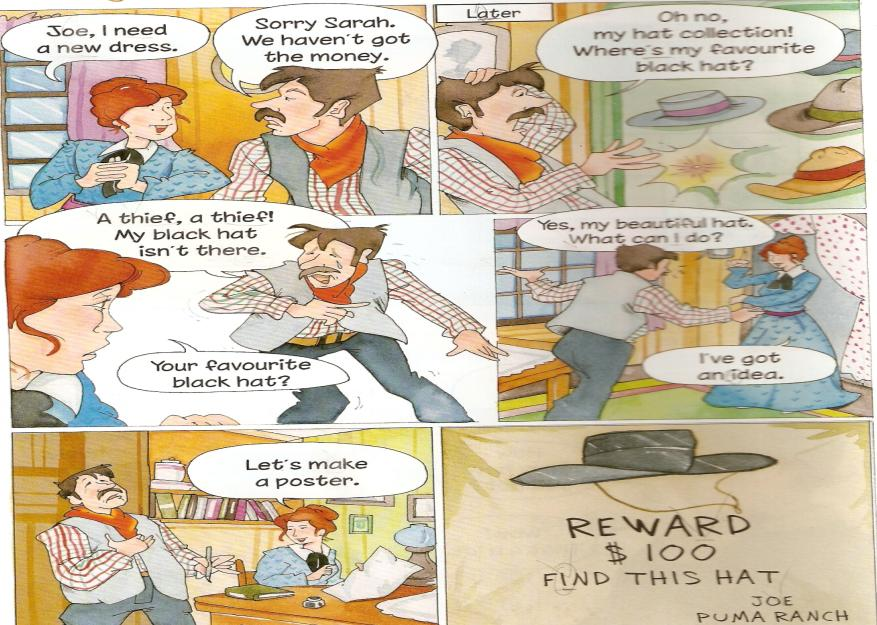 Joe, I need
a new dress.
Sorry Sarah.
We haven't got
the money.
Later
Oh no,
my hat collection!
Where's my favourite
black hat?
A thief, a thief!
My black hat
isn't there.
Your favourite
black hat?
Yes, my beautiful hat.
What can I do?
I've got
an idea.
Let's make
a poster.
REWARD
$ 100
FIND THIS HAT
JOE
PUMA RANCH